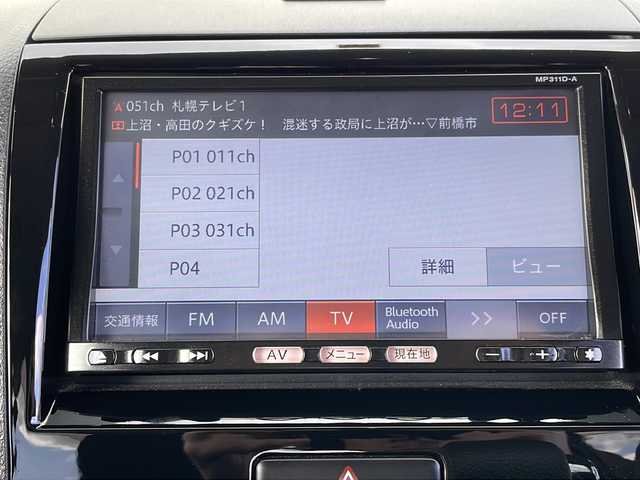 MP311D-A
051ch 札幌テレビ1
12:11
上沼・高田のクギズケ! 混迷する政局に上沼が…▽前橋市
P01 011ch
P02 021ch
P03 031ch
P04
詳細 ビュー
交通情報 FM AM TV Bluetooth Audio >> OFF
AV メニュー 現在地